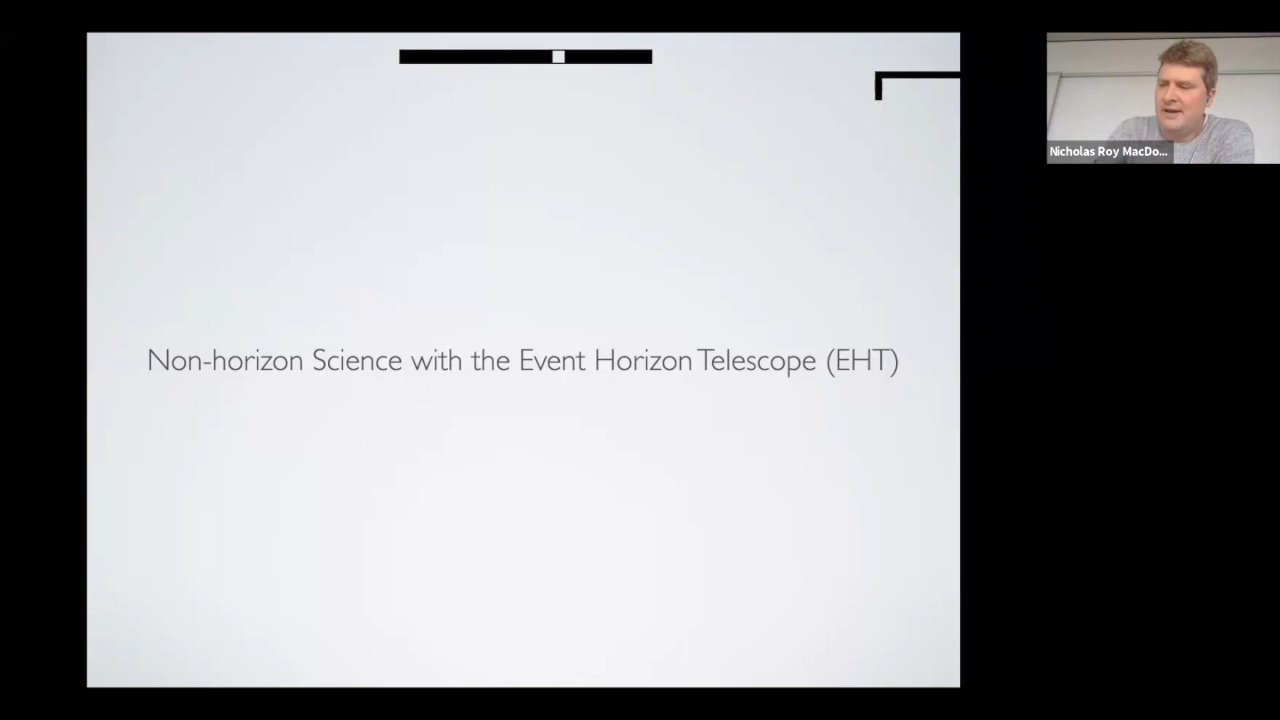 Non-horizon Science with the Event Horizon Telescope (EHT)
Nicholas Roy MacDo...